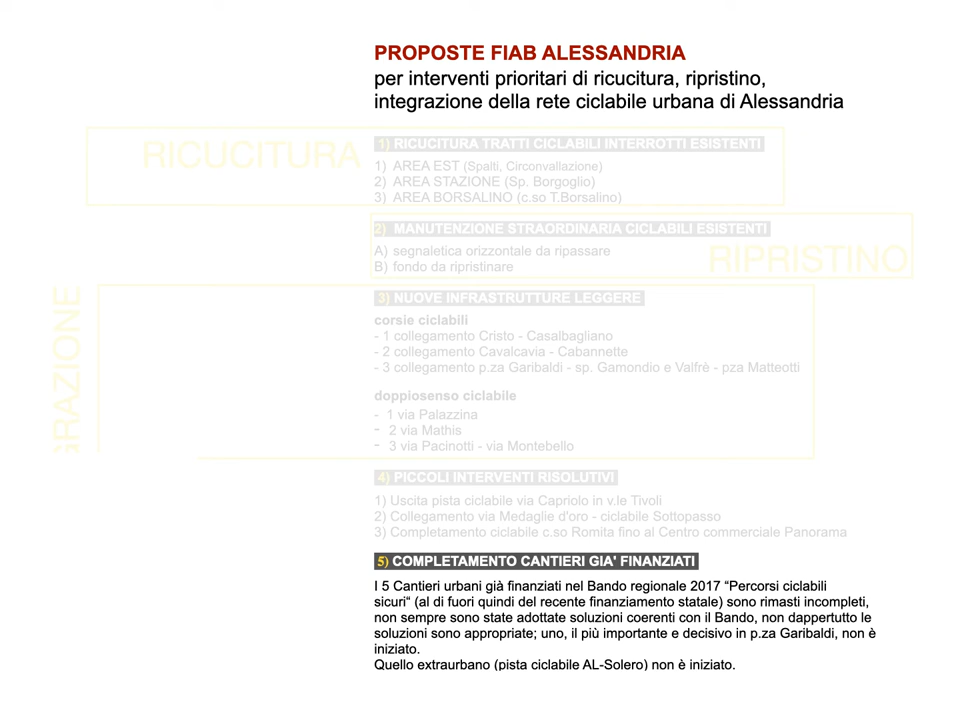 PROPOSTE FIAB ALESSANDRIA
per interventi prioritari di ricucitura, ripristino,
integrazione della rete ciclabile urbana di Alessandria
RICUCITURA
1) RICUCITURA TRATTI CICLABILI INTERROTTI ESISTENTI
1) AREA EST (Spalti, Circonvallazione)
2) AREA STAZIONE (Sp. Borgoglio)
3) AREA BORSALINO (c.so T.Borsalino)
2) MANUTENZIONE STRAORDINARIA CICLABILI ESISTENTI
A) segnaletica orizzontale da ripassare
B) fondo da ripristinare
RIPRISTINO
GRAZIONE
3) NUOVE INFRASTRUTTURE LEGGERE
corsie ciclabili
- 1 collegamento Cristo - Casalbagliano
- 2 collegamento Cavalcavia - Cabannette
- 3 collegamento p.za Garibaldi - sp. Gamondio e Valfrè - pza Matteotti
doppiosenso ciclabile
- 1 via Palazzina
- 2 via Mathis
- 3 via Pacinotti - via Montebello
4) PICCOLI INTERVENTI RISOLUTIVI
1) Uscita pista ciclabile via Capriolo in v.le Tivoli
2) Collegamento via Medaglie d'oro - ciclabile Sottopasso
3) Completamento ciclabile c.so Romita fino al Centro commerciale Panorama
5) COMPLETAMENTO CANTIERI GIA' FINANZIATI
I 5 Cantieri urbani già finanziati nel Bando regionale 2017 “Percorsi ciclabili
sicuri“ (al di fuori quindi del recente finanziamento statale) sono rimasti incompleti,
non sempre sono state adottate soluzioni coerenti con il Bando, non dappertutto le
soluzioni sono appropriate; uno, il più importante e decisivo in p.za Garibaldi, non è
iniziato.
Quello extraurbano (pista ciclabile AL-Solero) non è iniziato.